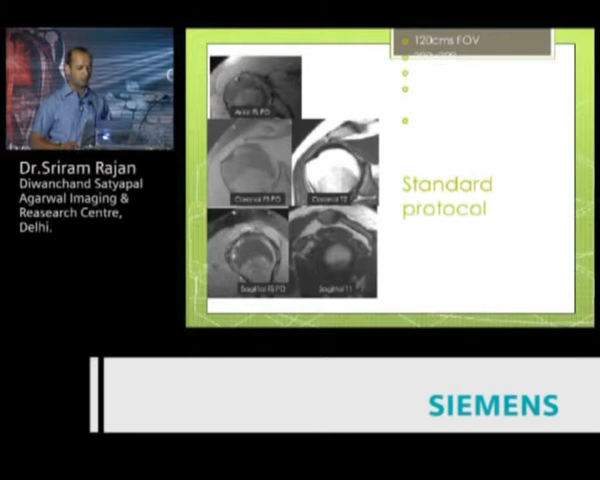 120cms FOV
Axial FS PD
Coronal FS PD
Coronal T2
Sagittal FS PD
Sagittal T1
Standard
protocol
Dr.Sriram Rajan
Diwanchand Satyapal
Agarwal Imaging &
Reasearch Centre,
Delhi.
SIEMENS